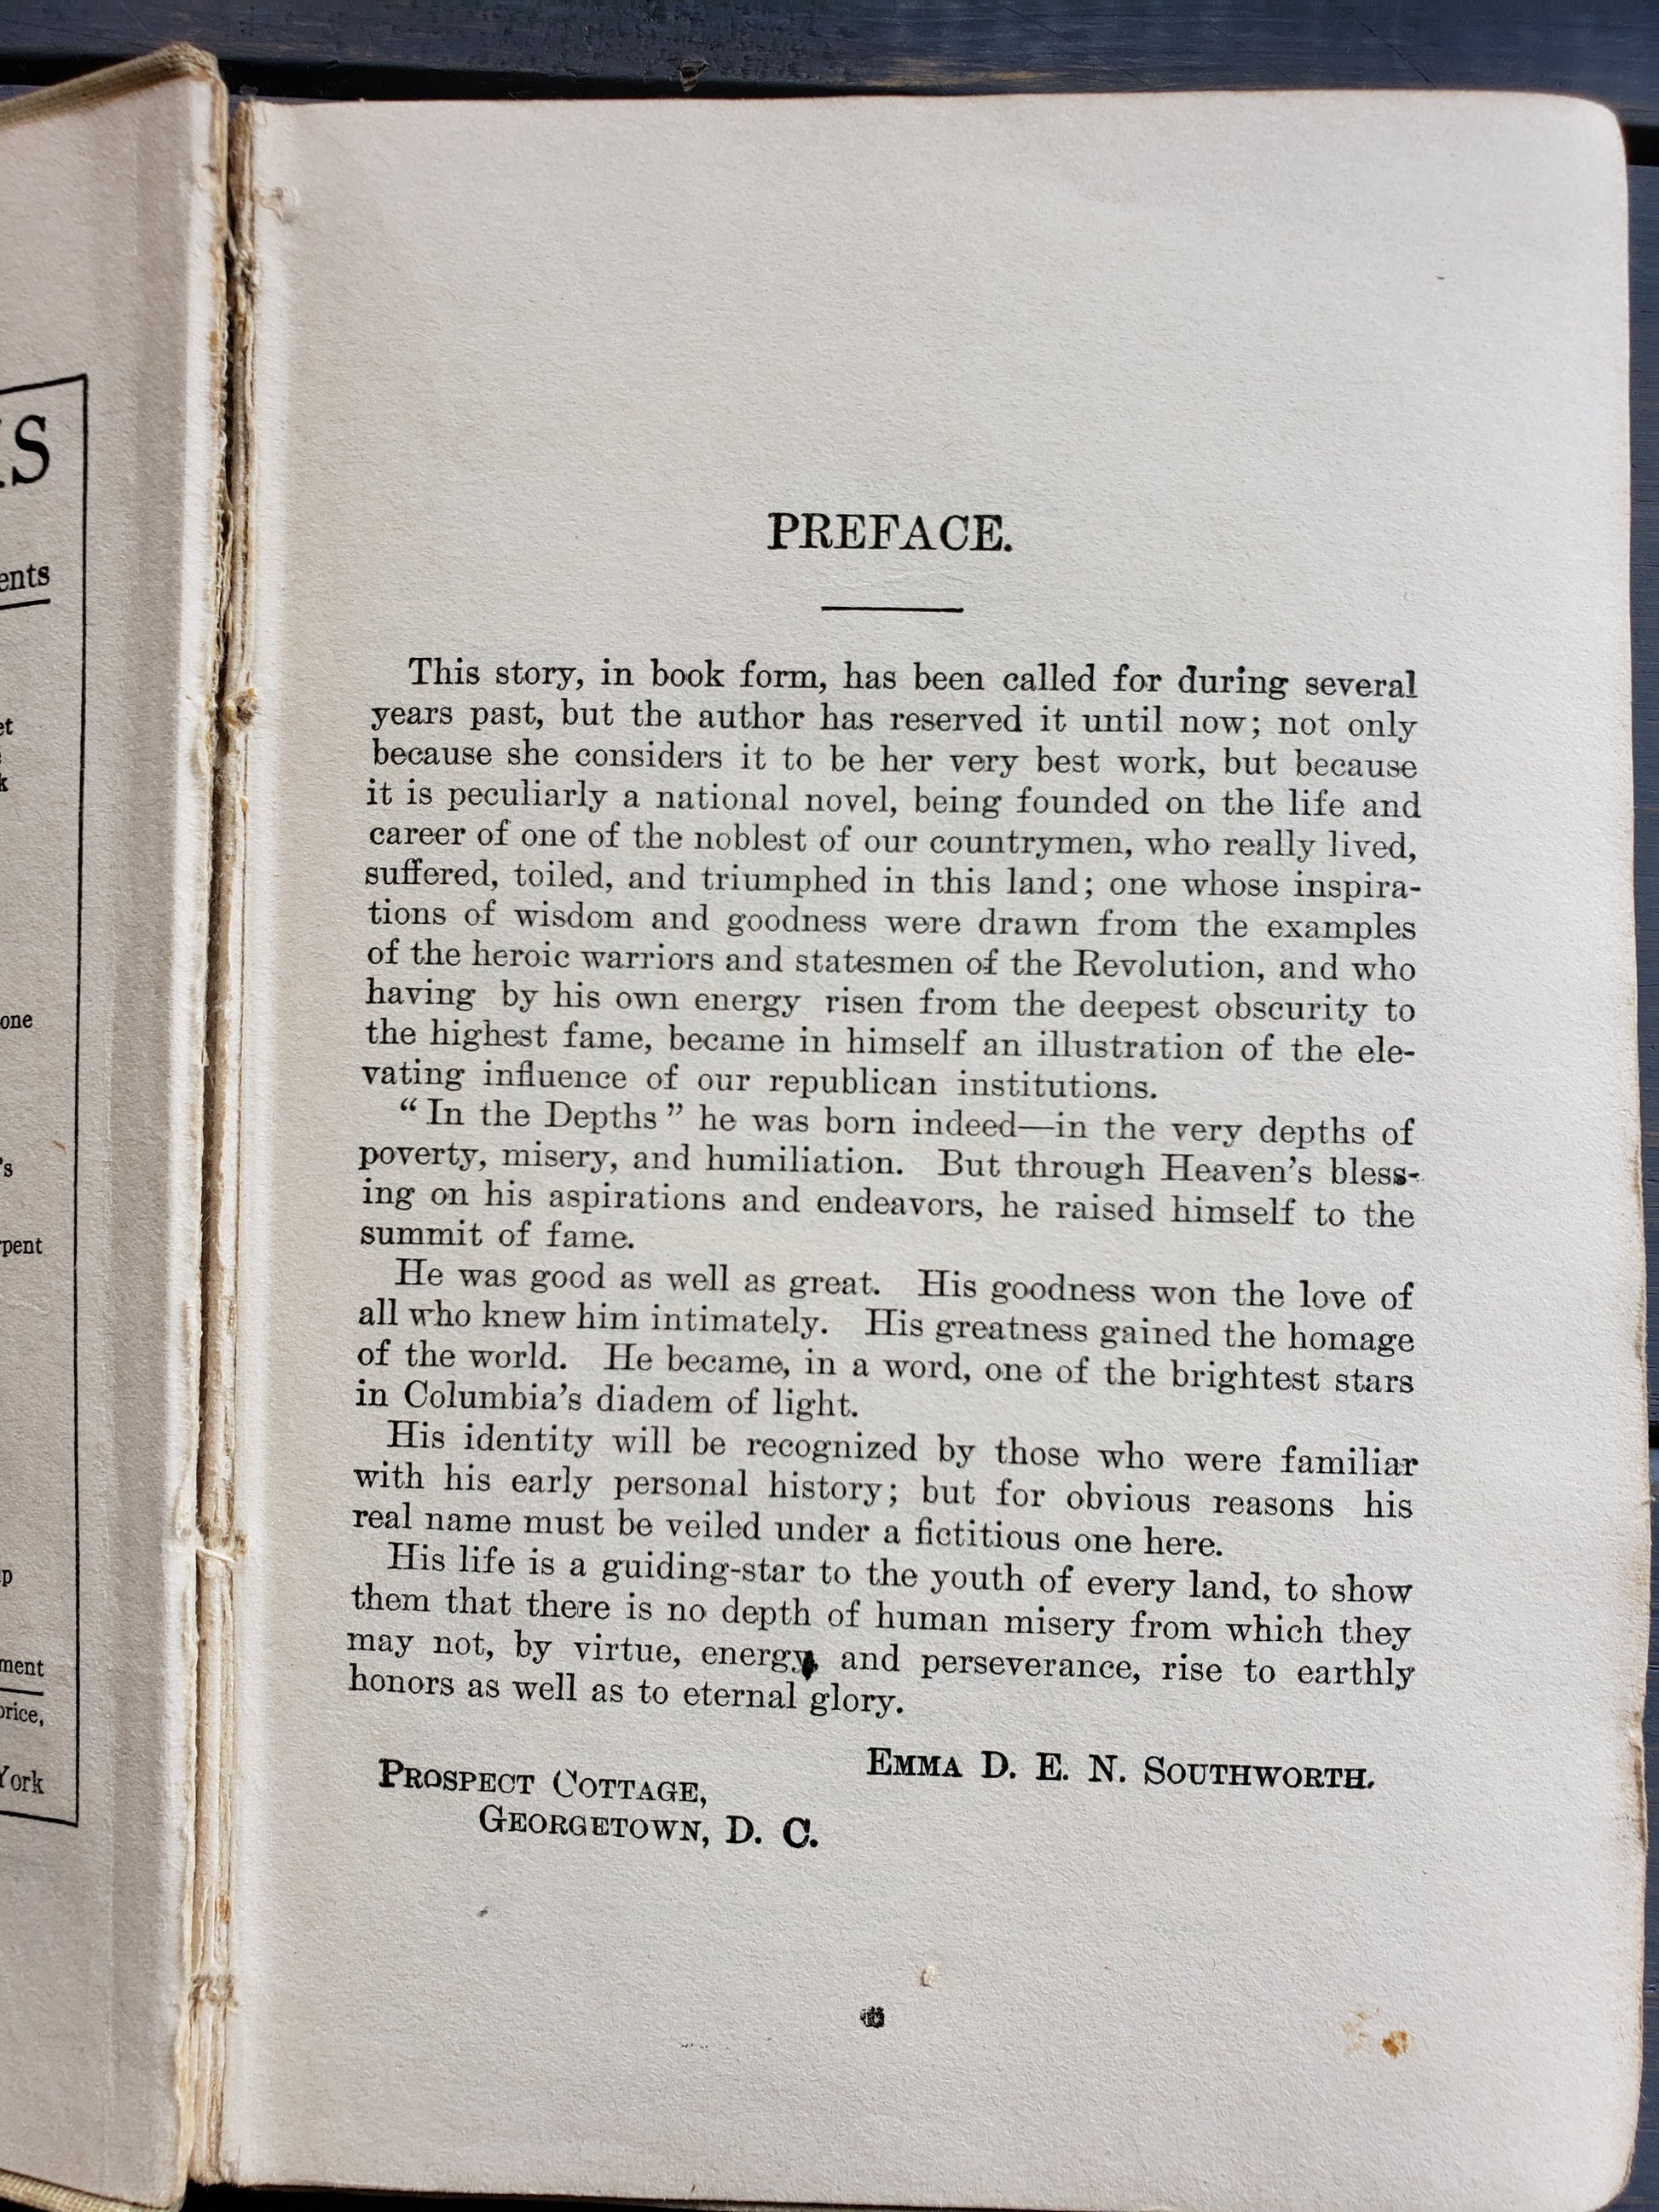 ents
et
k
one
's
pent
p
ment
price,
York
PREFACE.
This story, in book form, has been called for during several
years past, but the author has reserved it until now; not only
because she considers it to be her very best work, but because
it is peculiarly a national novel, being founded on the life and
career of one of the noblest of our countrymen, who really lived,
suffered, toiled, and triumphed in this land; one whose inspira-
tions of wisdom and goodness were drawn from the examples
of the heroic warriors and statesmen of the Revolution, and who
having by his own energy risen from the deepest obscurity to
the highest fame, became in himself an illustration of the ele-
vating influence of our republican institutions.
“In the Depths” he was born indeed—in the very depths of
poverty, misery, and humiliation. But through Heaven's bless-
ing on his aspirations and endeavors, he raised himself to the
summit of fame.
He was good as well as great. His goodness won the love of
all who knew him intimately. His greatness gained the homage
of the world. He became, in a word, one of the brightest stars
in Columbia's diadem of light.
His identity will be recognized by those who were familiar
with his early personal history; but for obvious reasons his
real name must be veiled under a fictitious one here.
His life is a guiding-star to the youth of every land, to show
them that there is no depth of human misery from which they
may not, by virtue, energy, and perseverance, rise to earthly
honors as well as to eternal glory.
EMMA D. E. N. SOUTHWORTH.
PROSPECT COTTAGE,
GEORGETOWN, D. C.